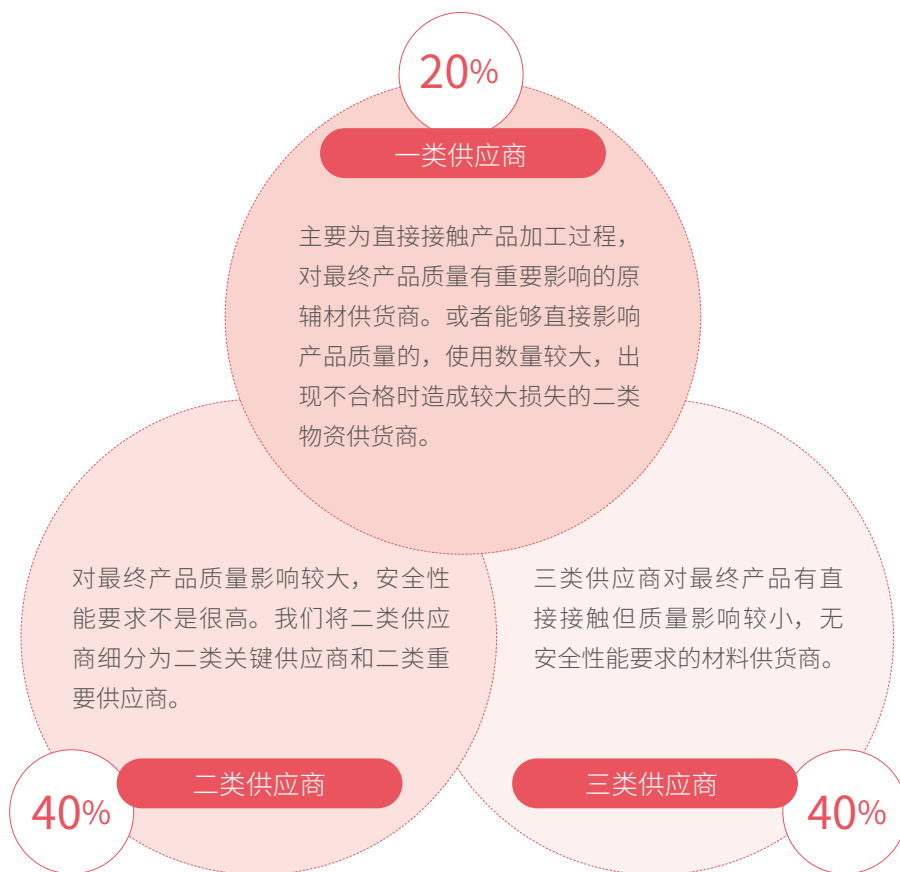 20%
一类供应商
主要为直接接触产品加工过程，
对最终产品质量有重要影响的原
辅材供货商。或者能够直接影响
产品质量的，使用数量较大，出
现不合格时造成较大损失的二类
物资供货商。
对最终产品质量影响较大，安全性
能要求不是很高。我们将二类供应
商细分为二类关键供应商和二类重
要供应商。
二类供应商
40%
三类供应商对最终产品有直
接接触但质量影响较小，无
安全性能要求的材料供货商。
三类供应商
40%